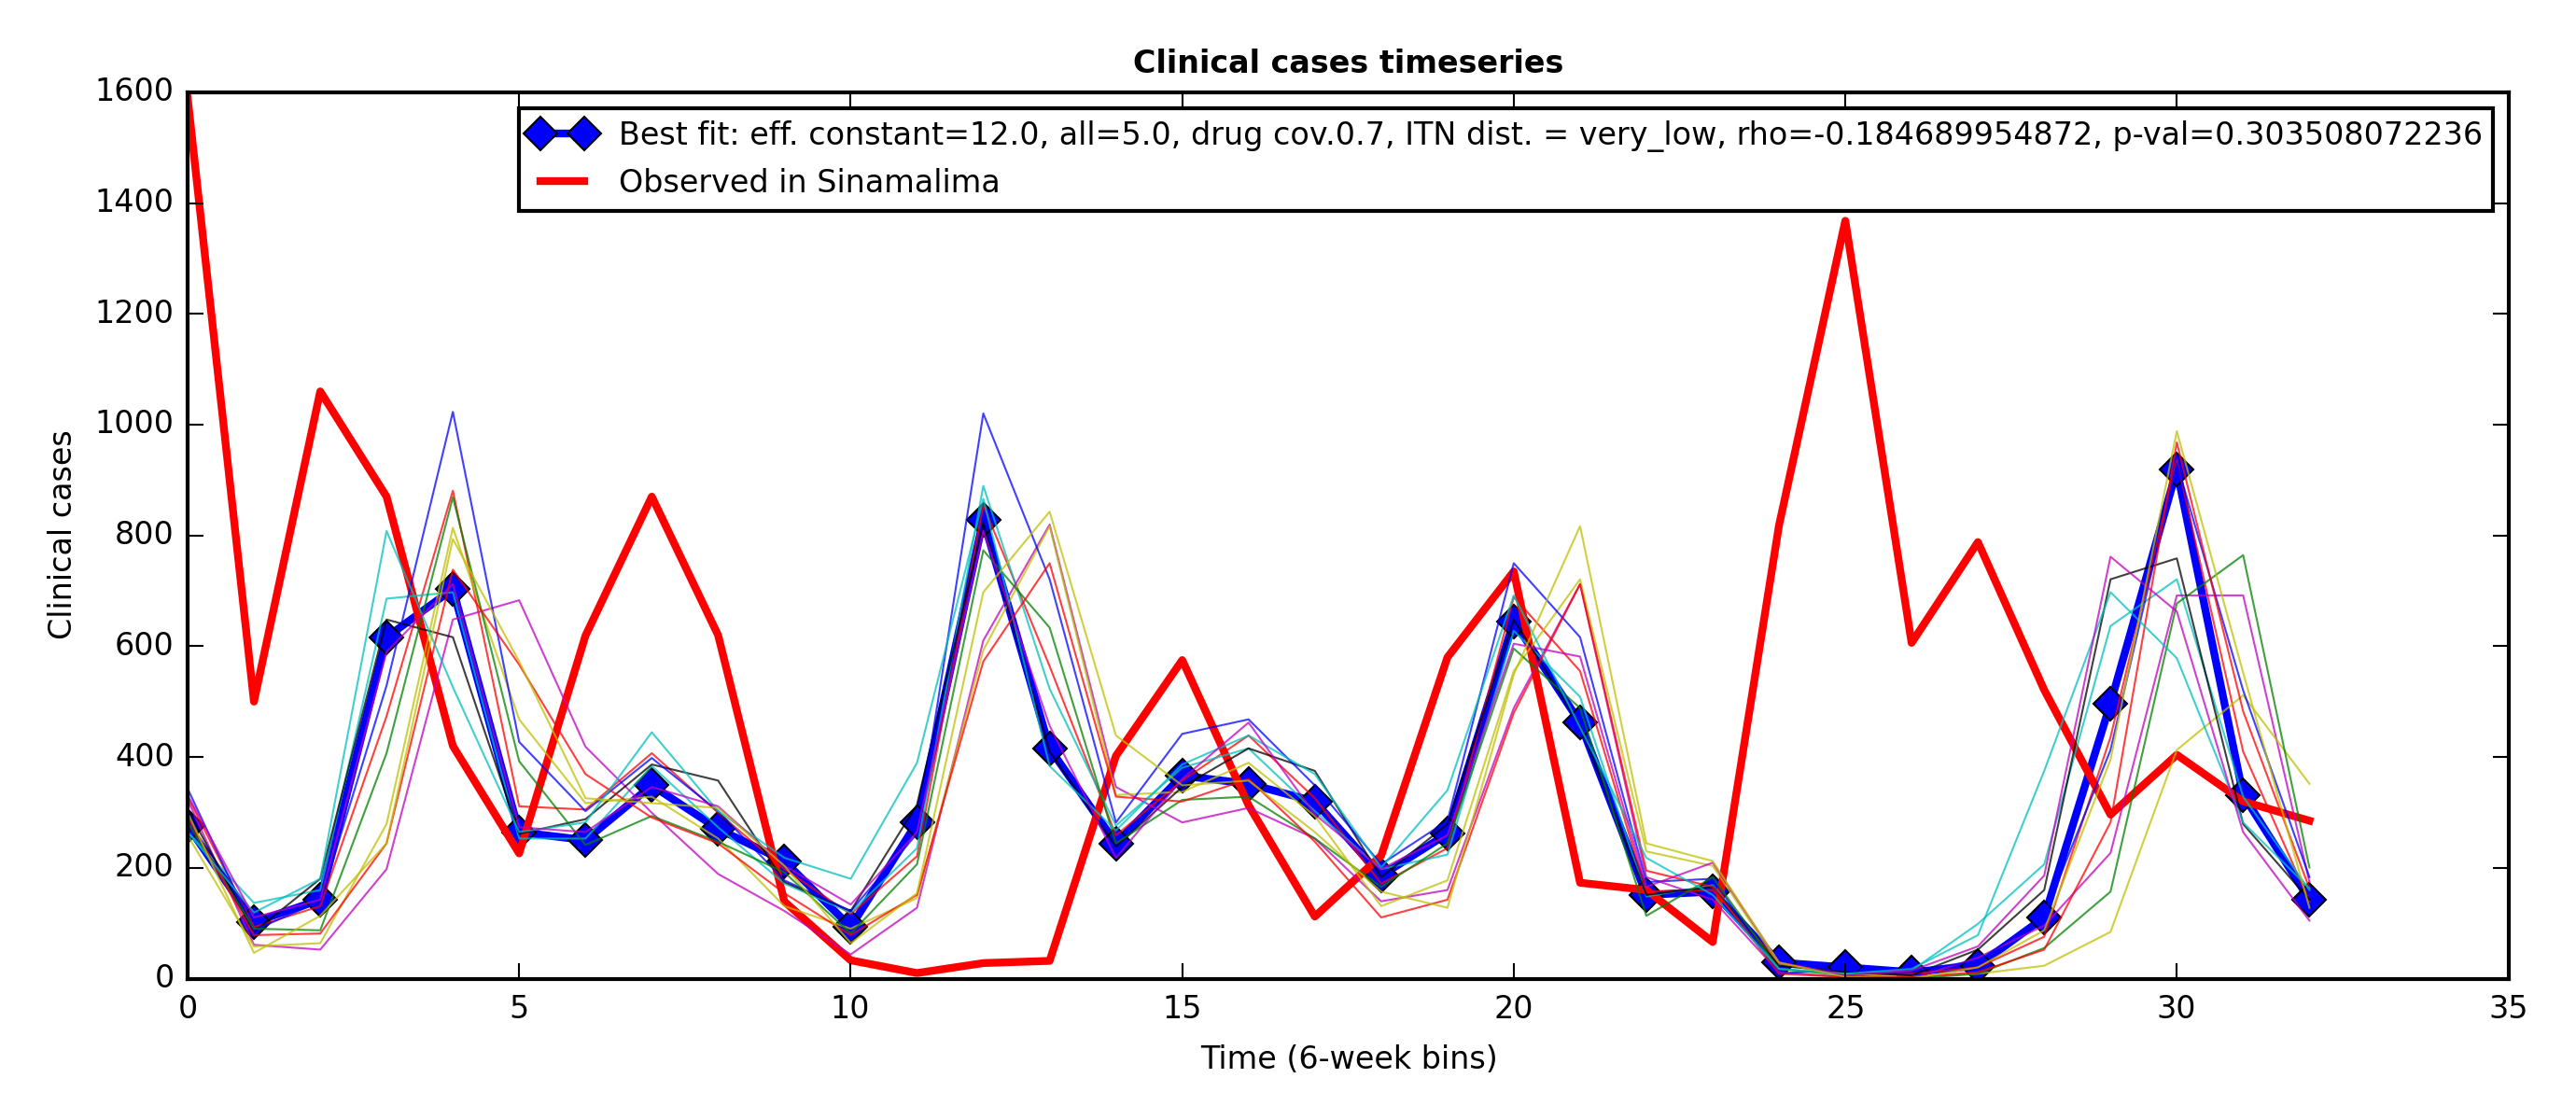 Clinical cases timeseries
Best fit: eff. constant=12.0, all=5.0, drug cov.0.7, ITN dist. = very_low, rho=-0.184689954872, p-val=0.303508072236
Observed in Sinamalima
1600
1400
1200
1000
800
600
400
200
0
Clinical cases
0 5 10 15 20 25 30 35
Time (6-week bins)